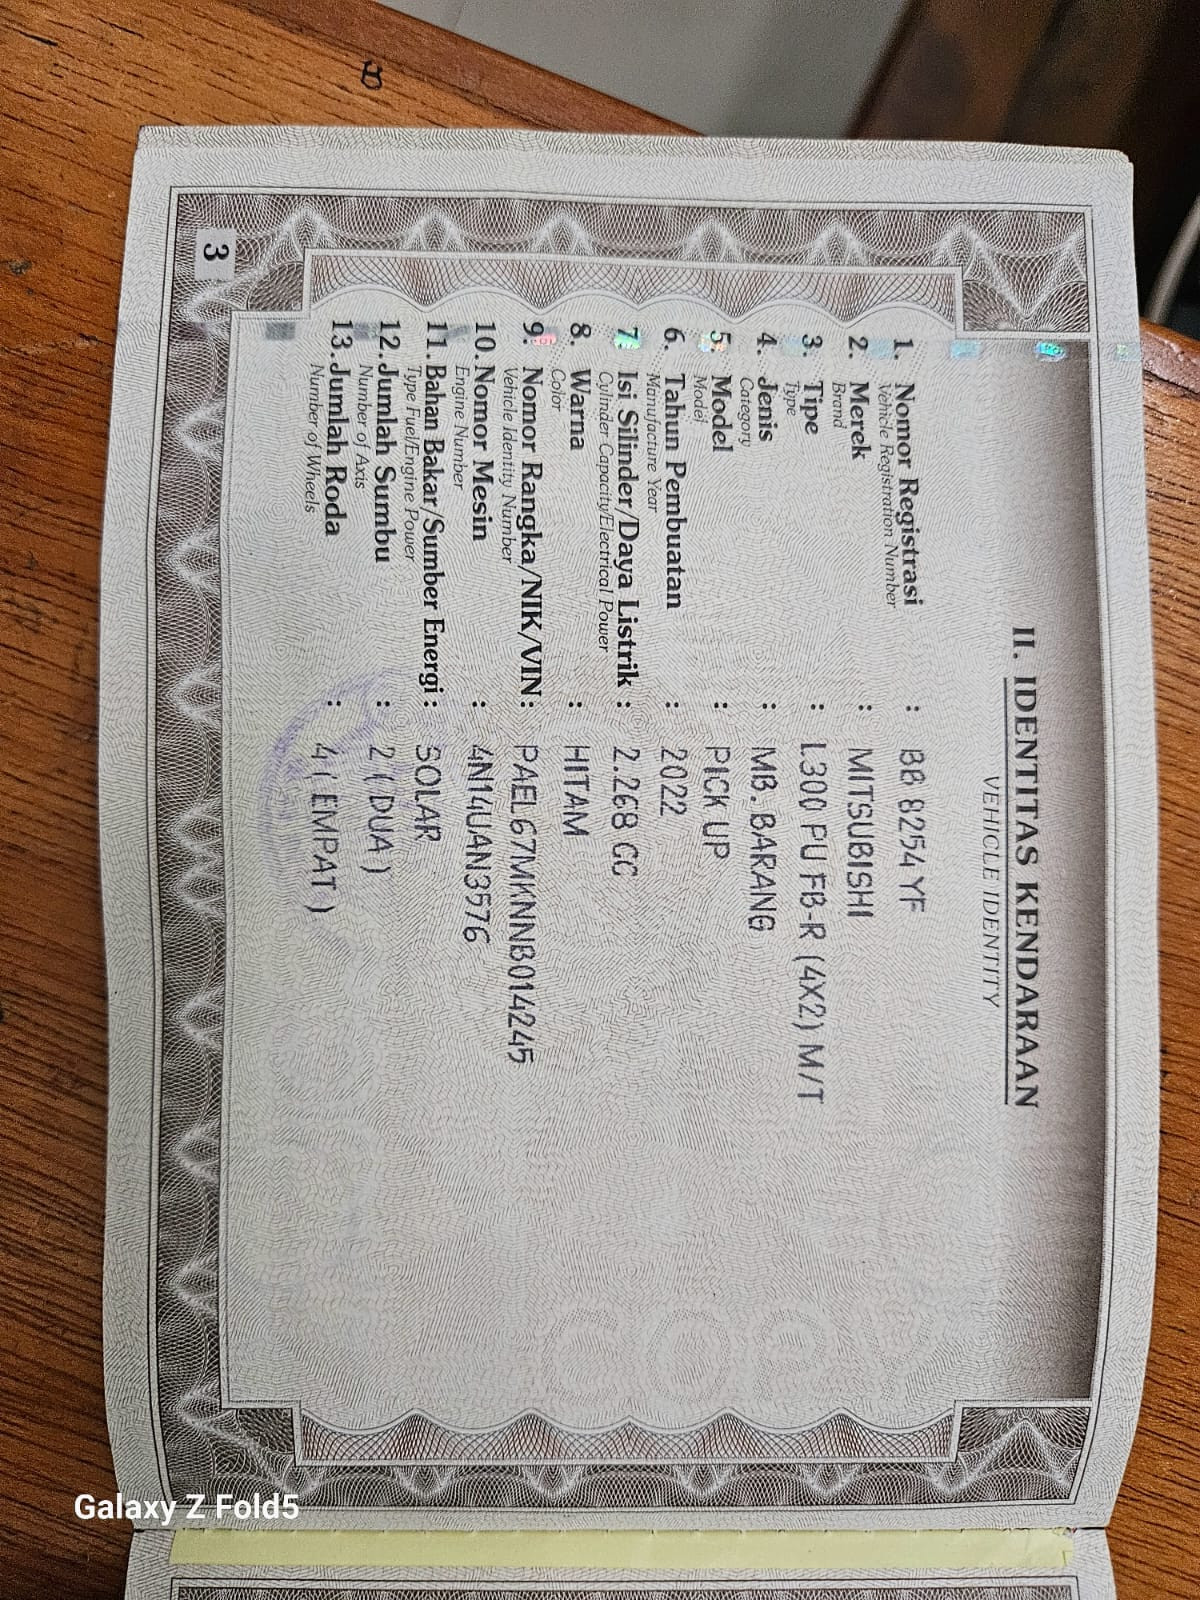 II. IDENTITAS KENDARAAN
VEHICLE IDENTITY
1. Nomor Registrasi : BB 8254 YF
Vehicle Registration Number
2. Merek : MITSUBISHI
Brand
3. Tipe : L300 PU FB-R (4X2) M/T
Type
4. Jenis : MB. BARANG
Category
5. Model : PICK UP
Model
6. Tahun Pembuatan : 2022
Manufacture Year
7. Isi Silinder/Daya Listrik : 2.268 CC
Cylinder Capacity/Electrical Power
8. Warna : HITAM
Color
9. Nomor Rangka/NIK/VIN : PAEL67MKNNB014245
Vehicle Identity Number
10. Nomor Mesin : 4N14UAN3576
Engine Number
11. Bahan Bakar/Sumber Energi : SOLAR
Type Fuel/Engine Power
12. Jumlah Sumbu : 2 ( DUA )
Number of Axis
13. Jumlah Roda : 4 ( EMPAT )
Number of Wheels
3
Galaxy Z Fold5